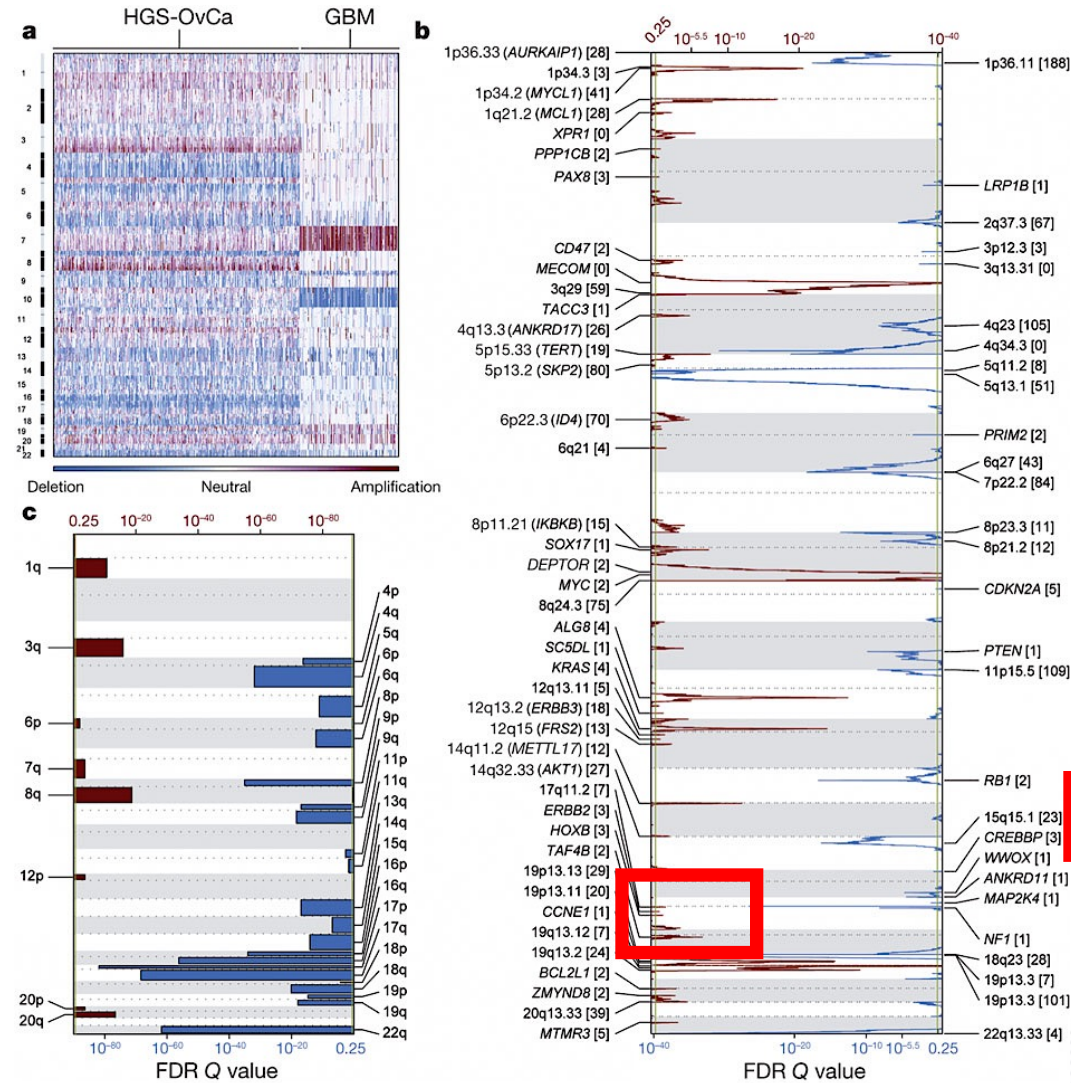 a
HGS-OvCa
GBM
1
2
3
4
5
6
7
8
9
10
11
12
13
14
15
16
17
18
19
20
21
22
Deletion
Neutral
Amplification
b
0.25
10-5.5
10-10
10-20
10-40
1p36.33 (AURKAIP1) [28]
1p34.3 [3]
1p34.2 (MYCL1) [41]
1q21.2 (MCL1) [28]
XPR1 [0]
PPP1CB [2]
PAX8 [3]
CD47 [2]
MECOM [0]
3q29 [59]
TACC3 [1]
4q13.3 (ANKRD17) [26]
5p15.33 (TERT) [19]
5p13.2 (SKP2) [80]
6p22.3 (ID4) [70]
6q21 [4]
8p11.21 (IKBKB) [15]
SOX17 [1]
DEPTOR [2]
MYC [2]
8q24.3 [75]
ALG8 [4]
SC5DL [1]
KRAS [4]
12q13.11 [5]
12q13.2 (ERBB3) [18]
12q15 (FRS2) [13]
14q11.2 (METTL17) [12]
14q32.33 (AKT1) [27]
17q11.2 [7]
ERBB2 [3]
HOXB [3]
TAF4B [2]
19p13.13 [29]
19p13.11 [20]
CCNE1 [1]
19q13.12 [7]
19q13.2 [24]
BCL2L1 [2]
ZMYND8 [2]
20q13.33 [39]
MTMR3 [5]
1p36.11 [188]
LRP1B [1]
2q37.3 [67]
3p12.3 [3]
3q13.31 [0]
4q23 [105]
4q34.3 [0]
5q11.2 [8]
5q13.1 [51]
PRIM2 [2]
6q27 [43]
7p22.2 [84]
8p23.3 [11]
8p21.2 [12]
CDKN2A [5]
PTEN [1]
11p15.5 [109]
RB1 [2]
15q15.1 [23]
CREBBP [3]
WWOX [1]
ANKRD11 [1]
MAP2K4 [1]
NF1 [1]
18q23 [28]
19p13.3 [7]
19p13.3 [101]
22q13.33 [4]
10-40
10-20
10-10
10-5.5
0.25
FDR Q value
c
0.25
10-20
10-40
10-60
10-80
1q
3q
6p
7q
8q
12p
20p
20q
4p
4q
5q
6p
6q
8p
9p
9q
11p
11q
13q
14q
15q
16p
16q
17p
17q
18p
18q
19p
19q
22q
10-80
10-60
10-40
10-20
0.25
FDR Q value